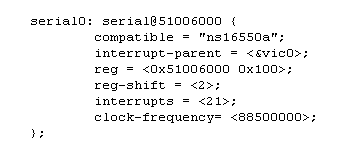 serial0: serial@51006000 {
compatible = "ns16550a";
interrupt-parent = <&vic0>;
reg = <0x51006000 0x100>;
reg-shift = <2>;
interrupts = <21>;
clock-frequency= <88500000>;
};